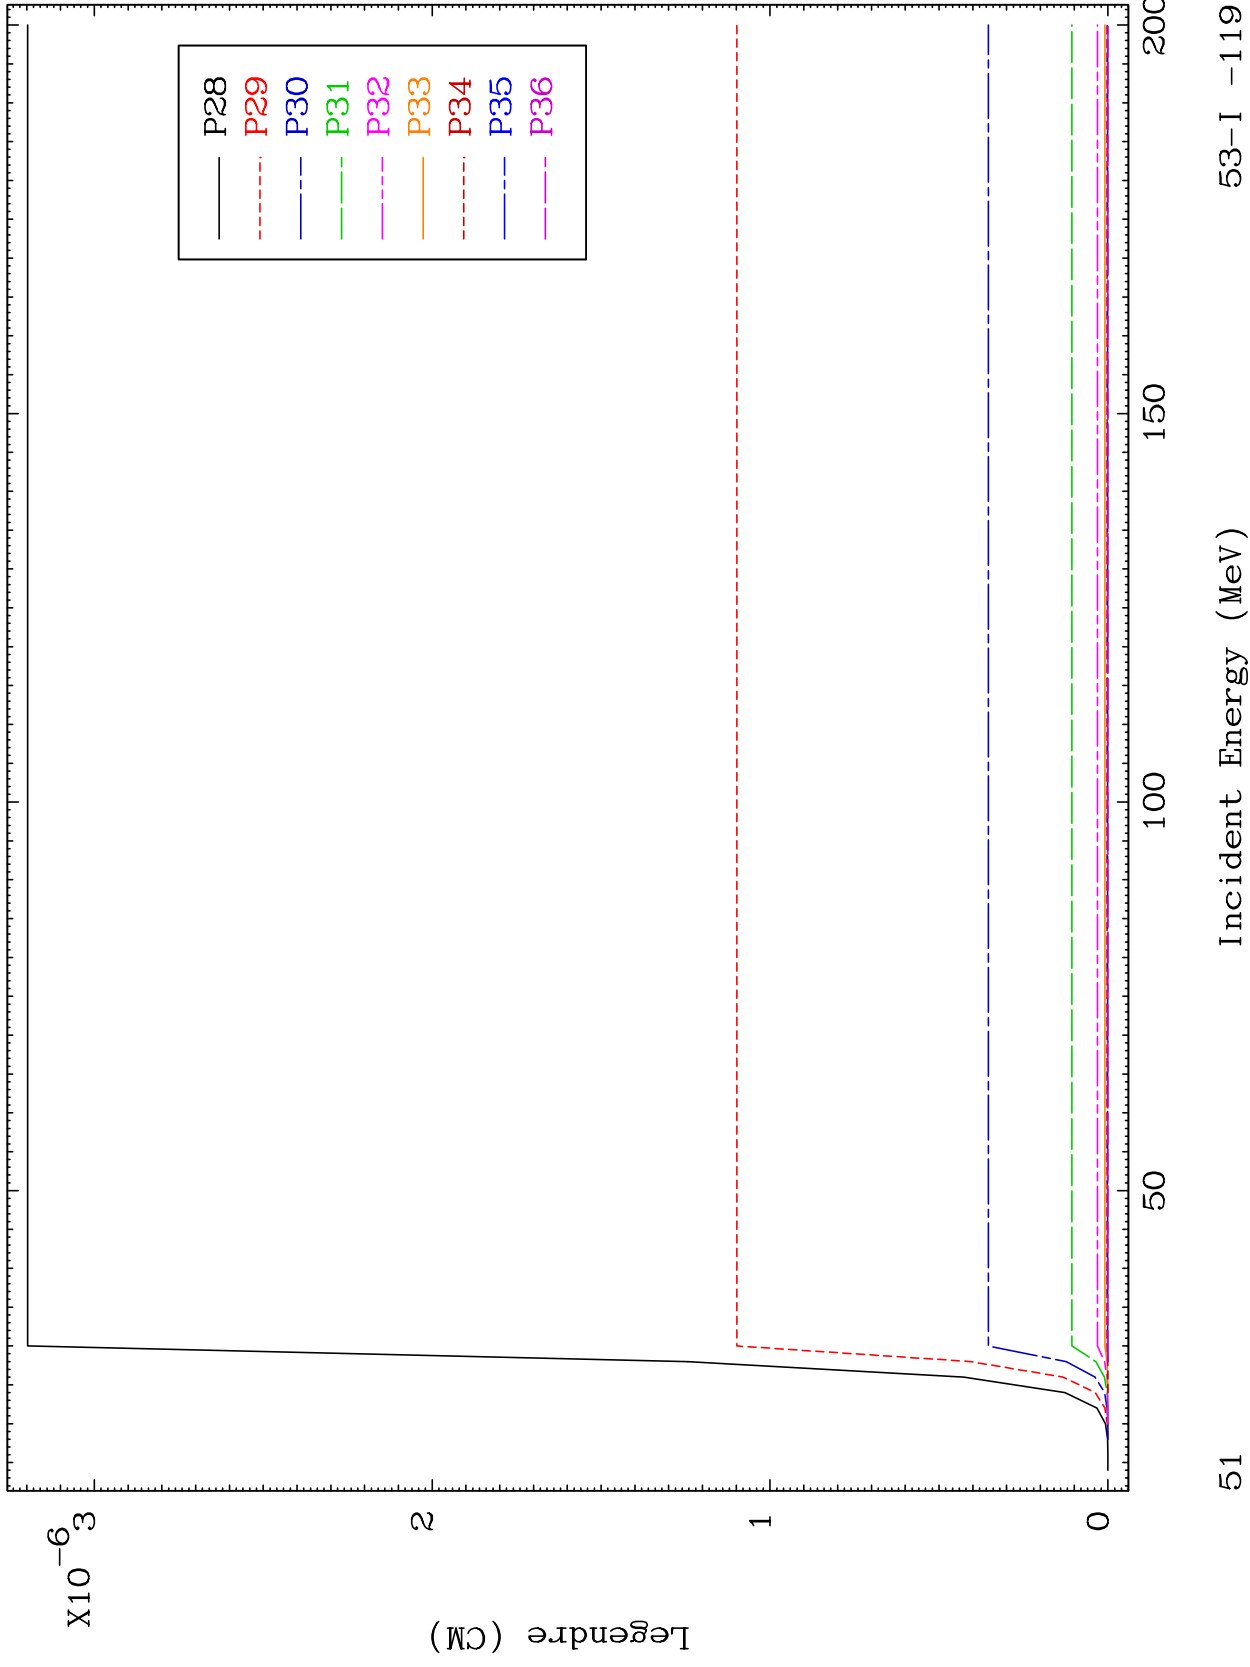 X10-6
3
2
1
0
Legendre (CM)
P28
P29
P30
P31
P32
P33
P34
P35
P36
50
100
150
200
Incident Energy (MeV)
51
53-I -119